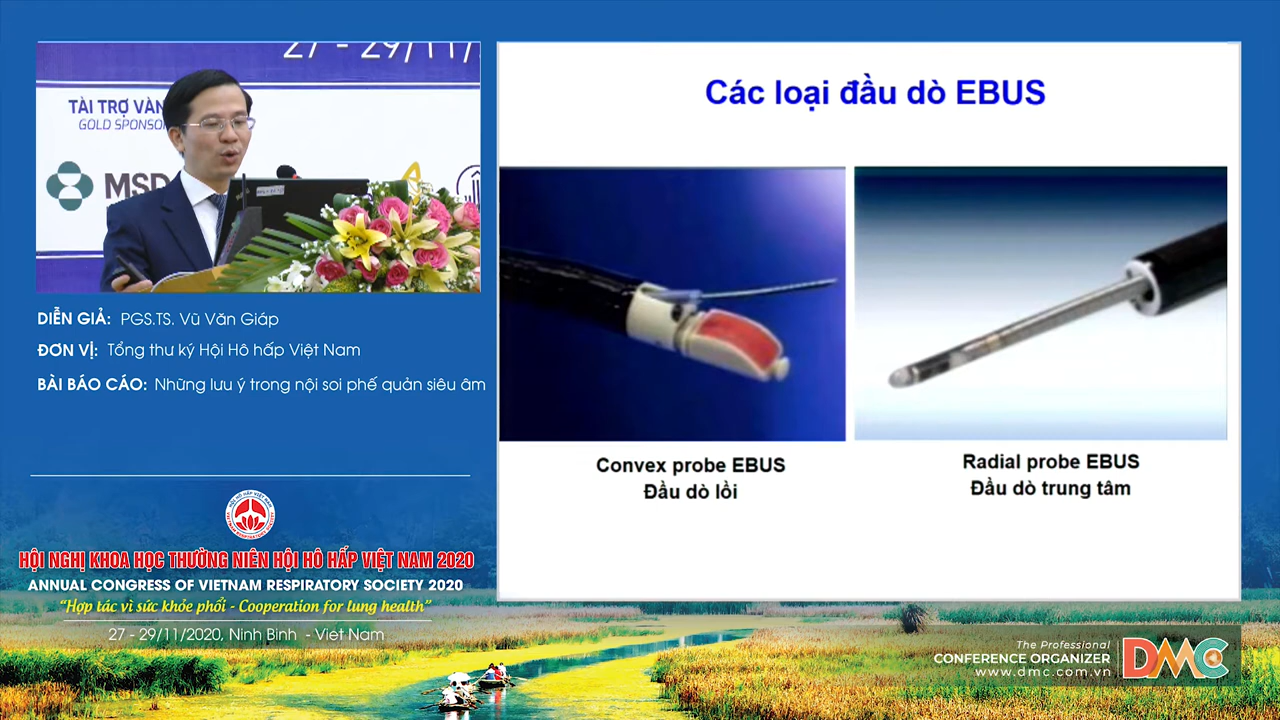 27 - 29/11/
TÀI TRỢ VÀN
GOLD SPONSOR
MSD
DIỄN GIẢ: PGS.TS. Vũ Văn Giáp
ĐƠN VỊ: Tổng thư ký Hội Hô hấp Việt Nam
BÀI BÁO CÁO: Những lưu ý trong nội soi phế quản siêu âm
HỘI NGHỊ KHOA HỌC THƯỜNG NIÊN HỘI HÔ HẤP VIỆT NAM 2020
ANNUAL CONGRESS OF VIETNAM RESPIRATORY SOCIETY 2020
“Hợp tác vì sức khỏe phổi - Cooperation for lung health”
27 - 29/11/2020, Ninh Bình - Viet Nam
Các loại đầu dò EBUS
Convex probe EBUS
Đầu dò lồi
Radial probe EBUS
Đầu dò trung tâm
The Professional
CONFERENCE ORGANIZER
www.dmc.com.vn
DMC